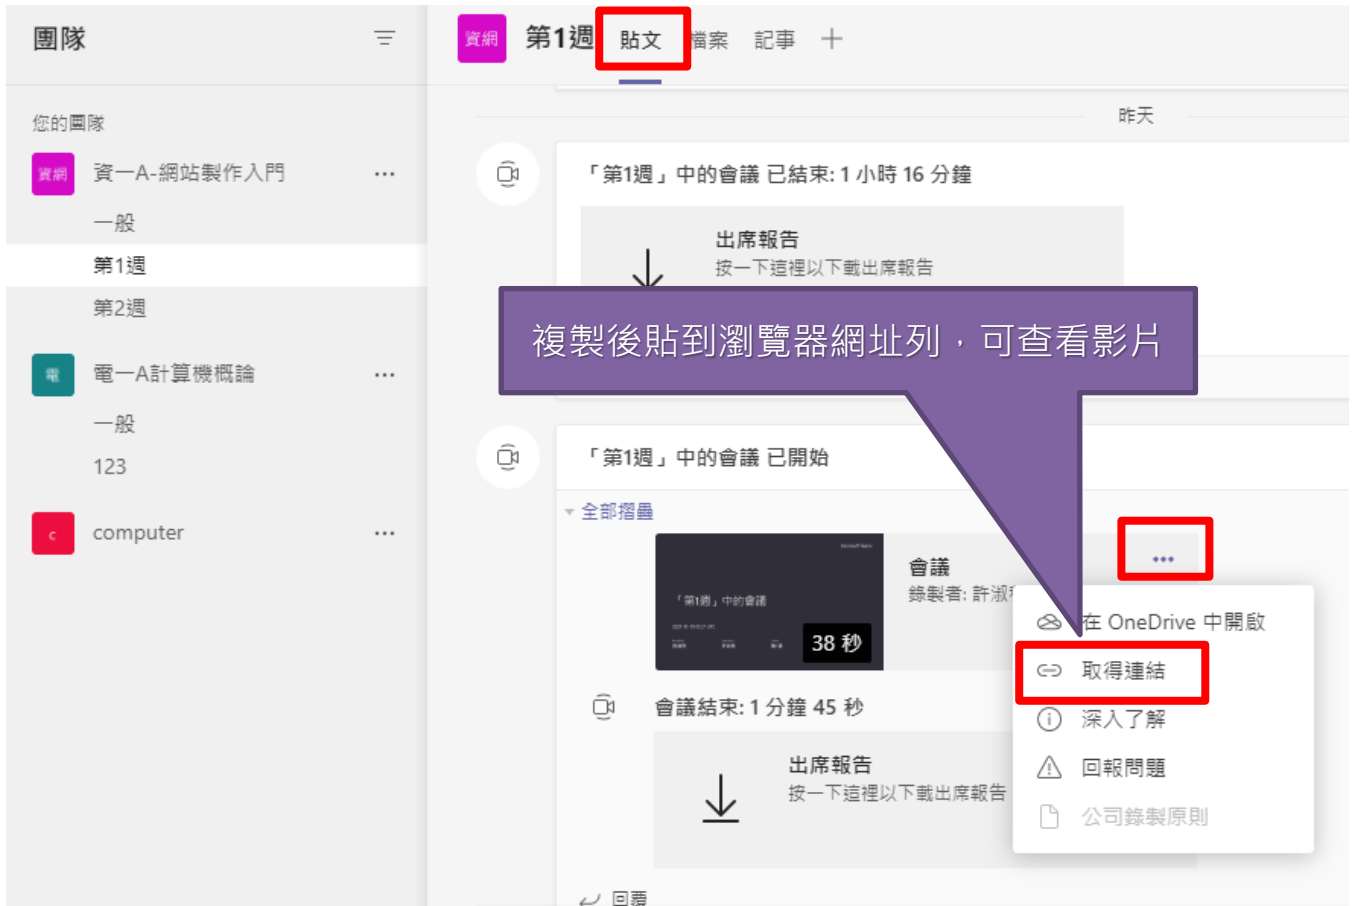 團隊
您的團隊
資網 資一A-網站製作入門
一般
第1週
第2週
電 電一A計算機概論
一般
123
c computer
資網 第1週 貼文 檔案 記事
昨天
「第1週」中的會議 已結束: 1 小時 16 分鐘
出席報告
按一下這裡以下載出席報告
複製後貼到瀏覽器網址列,可查看影片
「第1週」中的會議 已開始
全部摺疊
「第1週」中的會議
38 秒
會議
錄製者: 許淑
在 OneDrive 中開啟
取得連結
深入了解
回報問題
公司錄製原則
會議結束: 1 分鐘 45 秒
出席報告
按一下這裡以下載出席報告
回覆